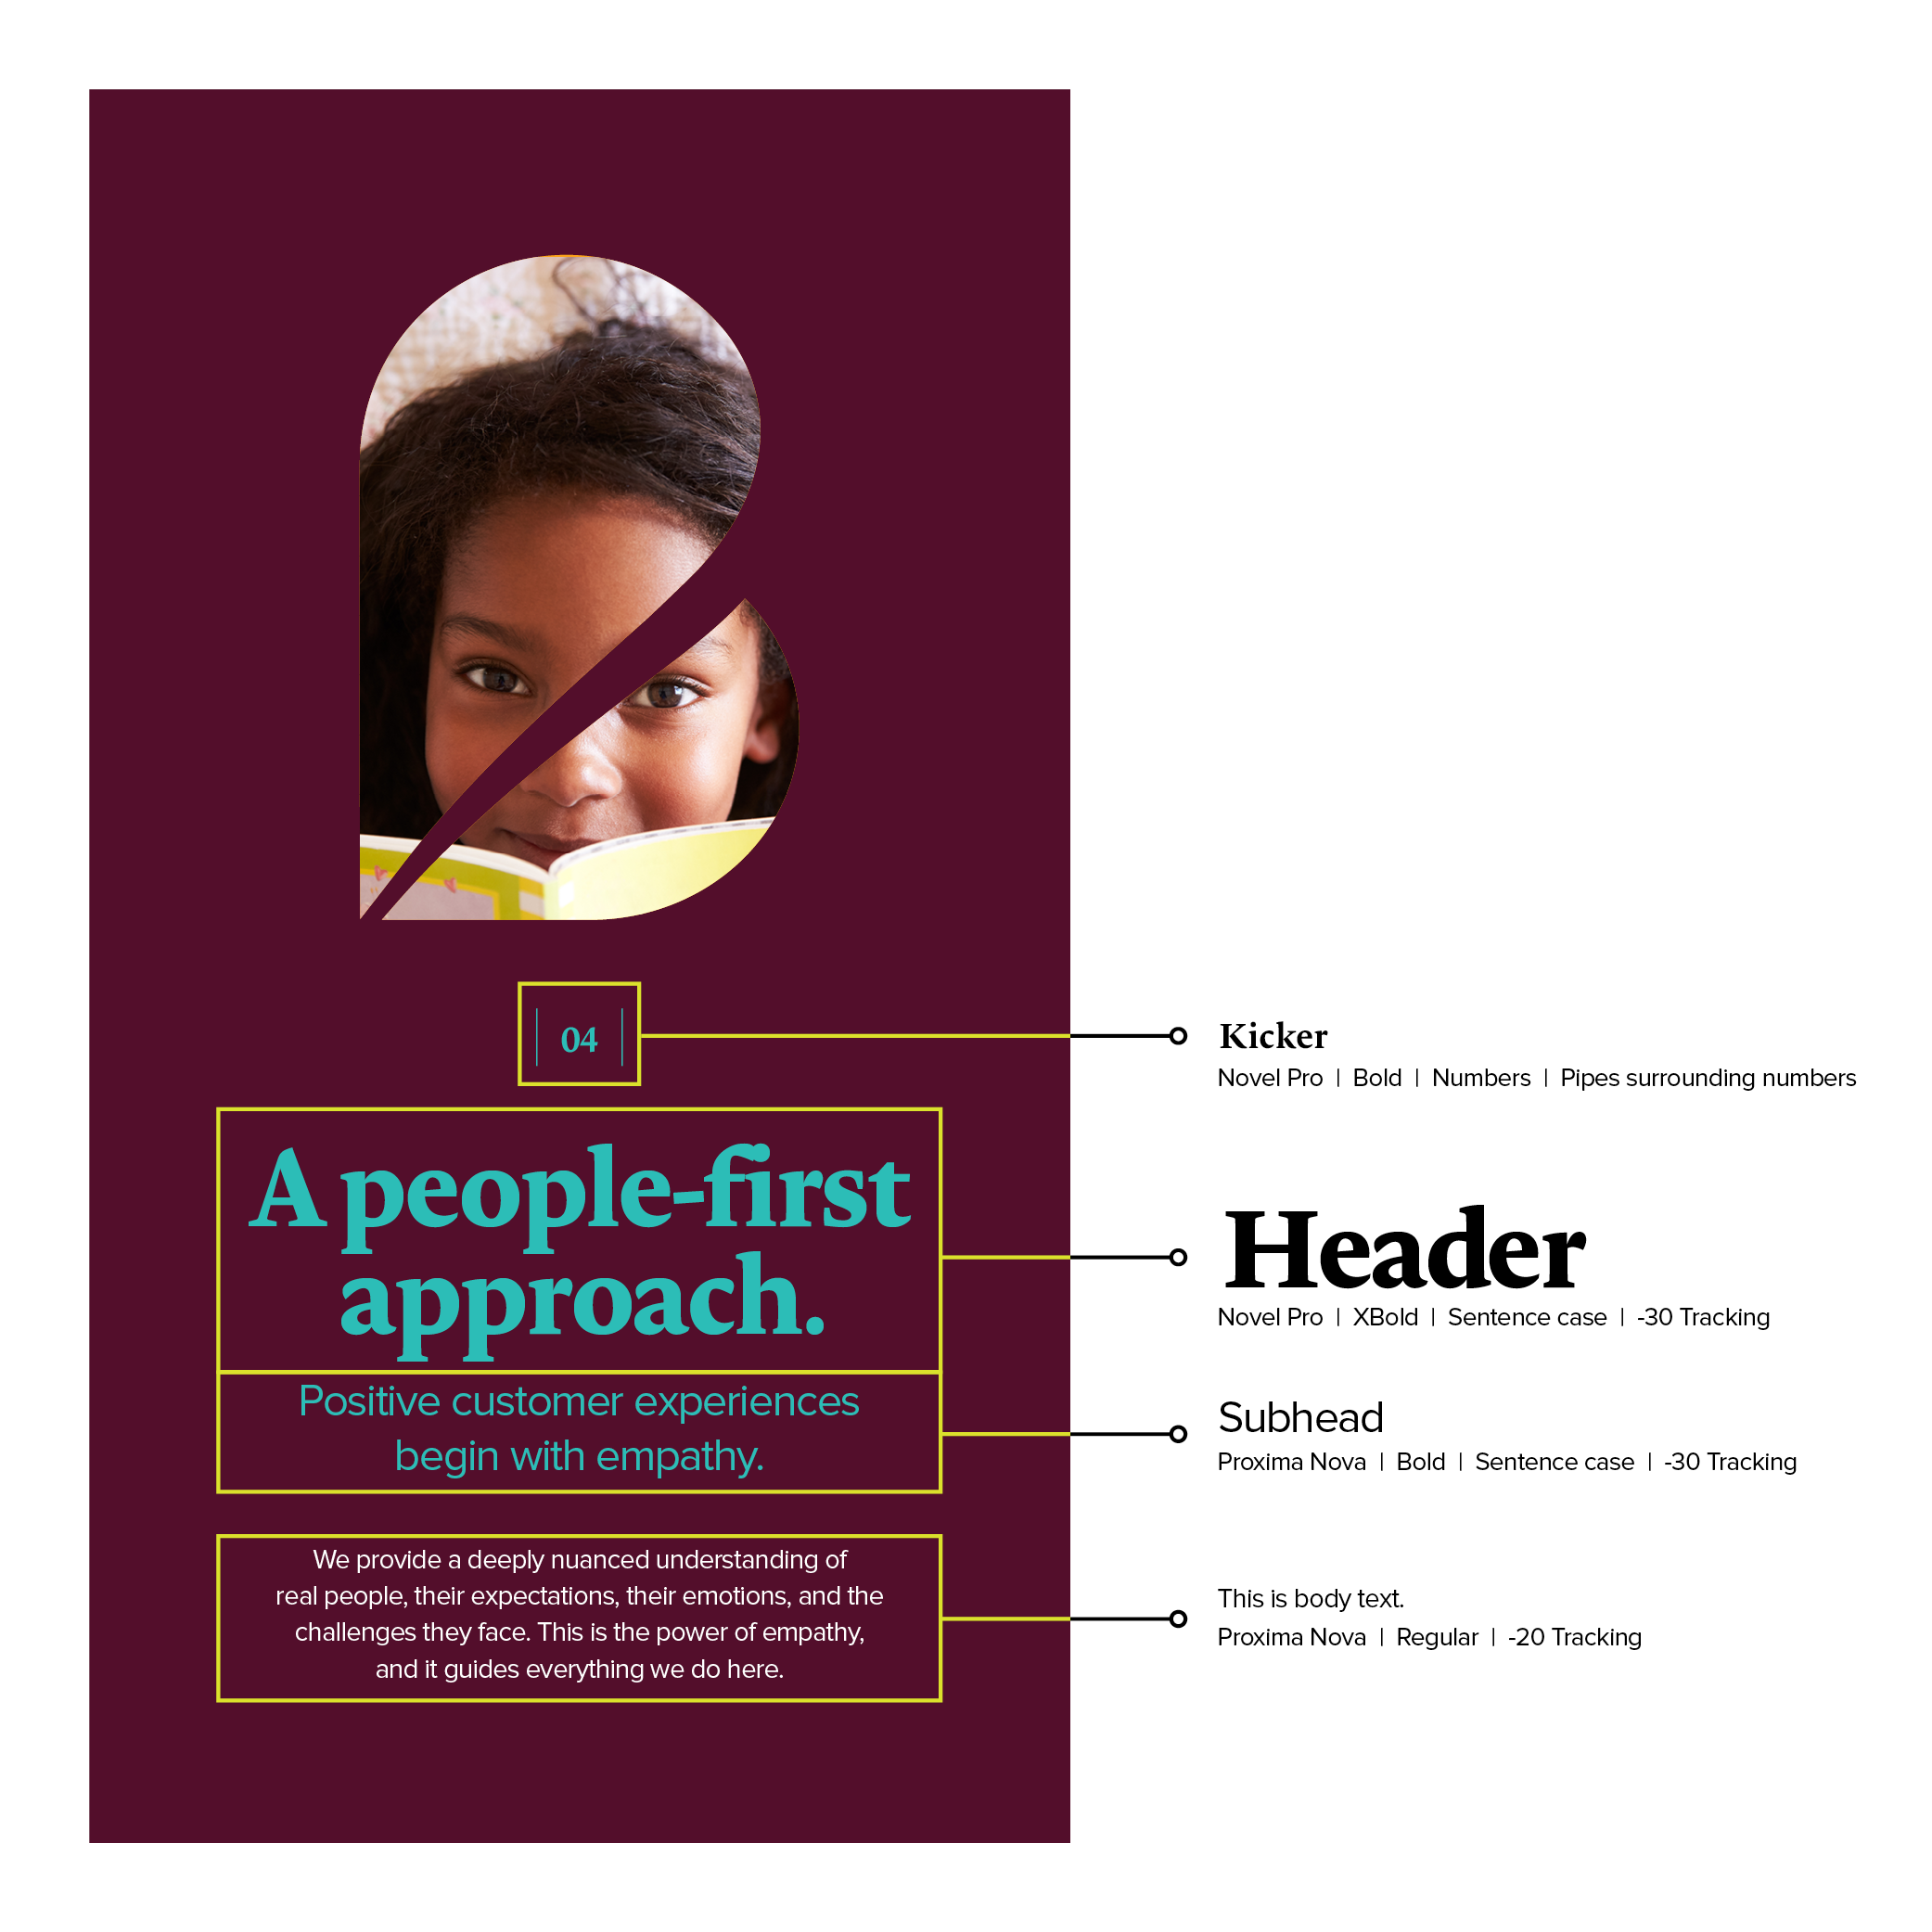 | 04 |
A people-first
approach.
Positive customer experiences
begin with empathy.
We provide a deeply nuanced understanding of
real people, their expectations, their emotions, and the
challenges they face. This is the power of empathy,
and it guides everything we do here.
Kicker
Novel Pro | Bold | Numbers | Pipes surrounding numbers
Header
Novel Pro | XBold | Sentence case | -30 Tracking
Subhead
Proxima Nova | Bold | Sentence case | -30 Tracking
This is body text.
Proxima Nova | Regular | -20 Tracking